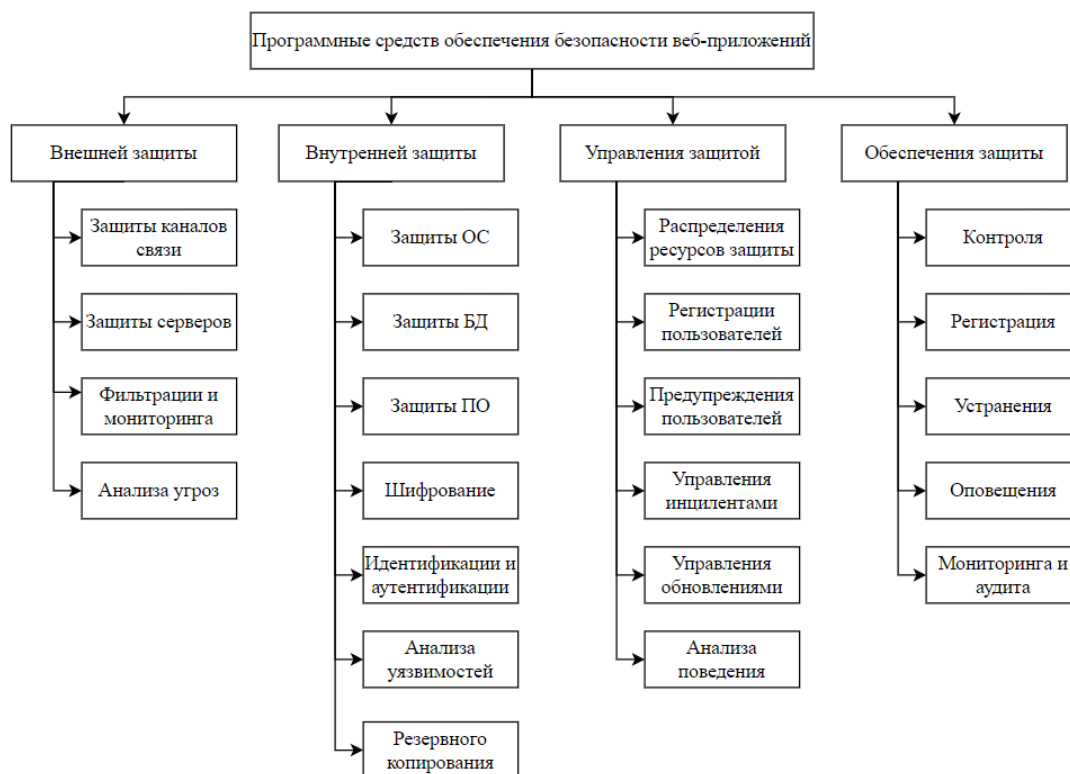 Программные средств обеспечения безопасности веб-приложений
Внешней защиты
Защиты каналов
связи
Защиты серверов
Фильтрации и
мониторинга
Анализа угроз
Внутренней защиты
Защиты ОС
Защиты БД
Защиты ПО
Шифрование
Идентификации и
аутентификации
Анализа
уязвимостей
Резервного
копирования
Управления защитой
Распределения
ресурсов защиты
Регистрации
пользователей
Предупреждения
пользователей
Управления
инцилентами
Управления
обновлениями
Анализа
поведения
Обеспечения защиты
Контроля
Регистрация
Устранения
Оповещения
Мониторинга и
аудита